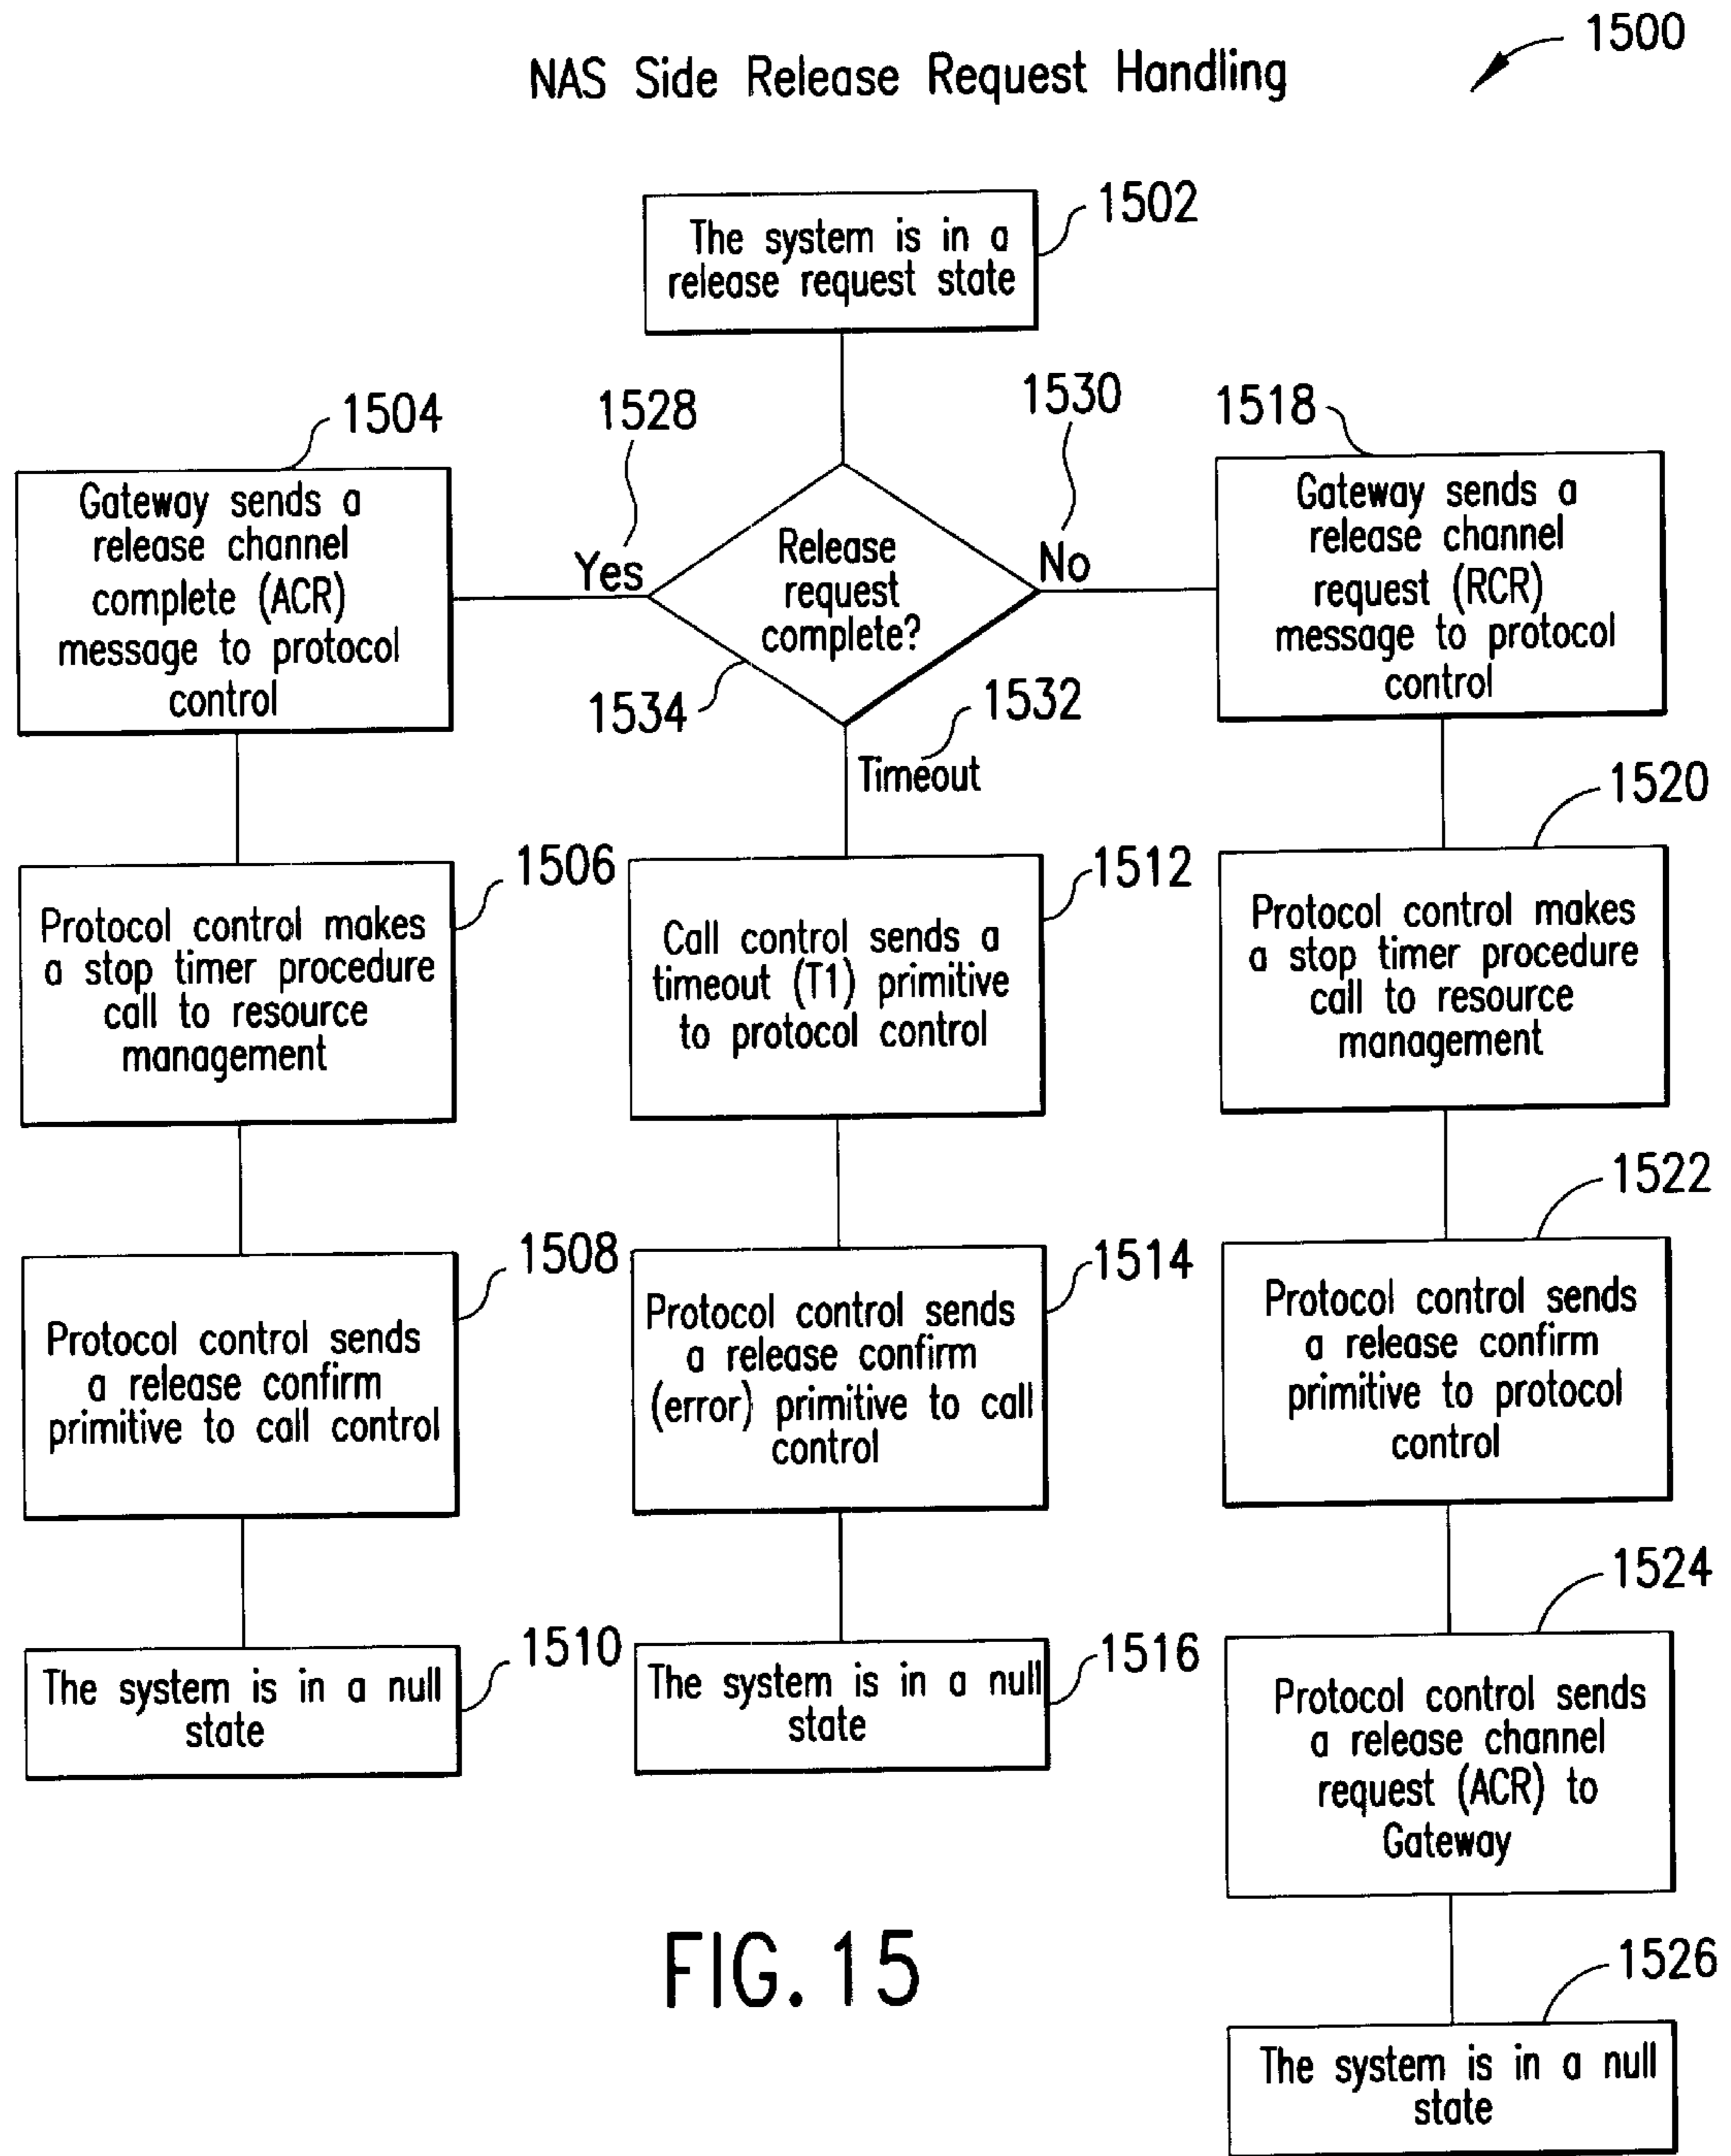 1500
NAS Side Release Request Handling
1502
The system is in a
release request state
1504
Gateway sends a
release channel
complete (ACR)
message to protocol
control
1528
Yes
Release
request
complete?
1534
1530
No
1532
Timeout
1518
Gateway sends a
release channel
request (RCR)
message to protocol
control
1506
Protocol control makes
a stop timer procedure
call to resource
management
1512
Call control sends a
timeout (T1) primitive
to protocol control
1520
Protocol control makes
a stop timer procedure
call to resource
management
1508
Protocol control sends
a release confirm
primitive to call control
1514
Protocol control sends
a release confirm
(error) primitive to call
control
1522
Protocol control sends
a release confirm
primitive to protocol
control
1510
The system is in a null
state
1516
The system is in a null
state
1524
Protocol control sends
a release channel
request (ACR) to
Gateway
1526
The system is in a null
state
FIG. 15